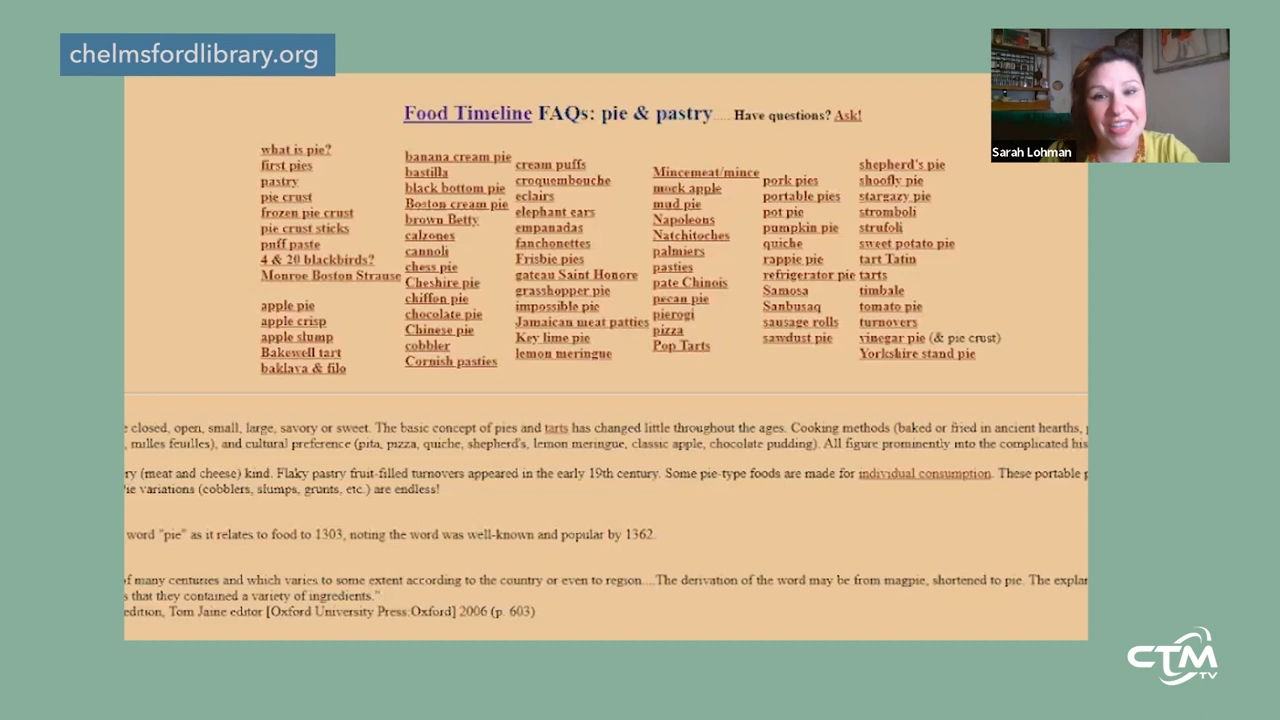 chelmsfordlibrary.org
Sarah Lohman
Food Timeline FAQs: pie & pastry..... Have questions? Ask!
what is pie?
first pies
pastry
pie crust
frozen pie crust
pie crust sticks
puff paste
4 & 20 blackbirds?
Monroe Boston Strause
apple pie
apple crisp
apple slump
Bakewell tart
baklava & filo
banana cream pie
bastilla
black bottom pie
Boston cream pie
brown Betty
calzones
cannoli
chess pie
Cheshire pie
chiffon pie
chocolate pie
Chinese pie
cobbler
Cornish pasties
cream puffs
croquembouche
eclairs
elephant ears
empanadas
fanchonettes
Frisbie pies
gateau Saint Honore
grasshopper pie
impossible pie
Jamaican meat patties
Key lime pie
lemon meringue
Mincemeat/mince
mock apple
mud pie
Napoleons
Natchitoches
palmiers
pasties
pate Chinois
pecan pie
pierogi
pizza
Pop Tarts
pork pies
portable pies
pot pie
pumpkin pie
quiche
rappie pie
refrigerator pie
Samosa
Sanbusaq
sausage rolls
sawdust pie
shepherd's pie
shoofly pie
stargazy pie
stromboli
strufoli
sweet potato pie
tart Tatin
tarts
timbale
tomato pie
turnovers
vinegar pie (& pie crust)
Yorkshire stand pie
closed, open, small, large, savory or sweet. The basic concept of pies and tarts has changed little throughout the ages. Cooking methods (baked or fried in ancient hearths,
, milles feuilles), and cultural preference (pita, pizza, quiche, shepherd's, lemon meringue, classic apple, chocolate pudding). All figure prominently into the complicated his
ry (meat and cheese) kind. Flaky pastry fruit-filled turnovers appeared in the early 19th century. Some pie-type foods are made for individual consumption. These portable p
ie variations (cobblers, slumps, grunts, etc.) are endless!
word "pie" as it relates to food to 1303, noting the word was well-known and popular by 1362.
of many centuries and which varies to some extent according to the country or even to region....The derivation of the word may be from magpie, shortened to pie. The explar
s that they contained a variety of ingredients."
edition, Tom Jaine editor [Oxford University Press:Oxford] 2006 (p. 603)
CTM
TV